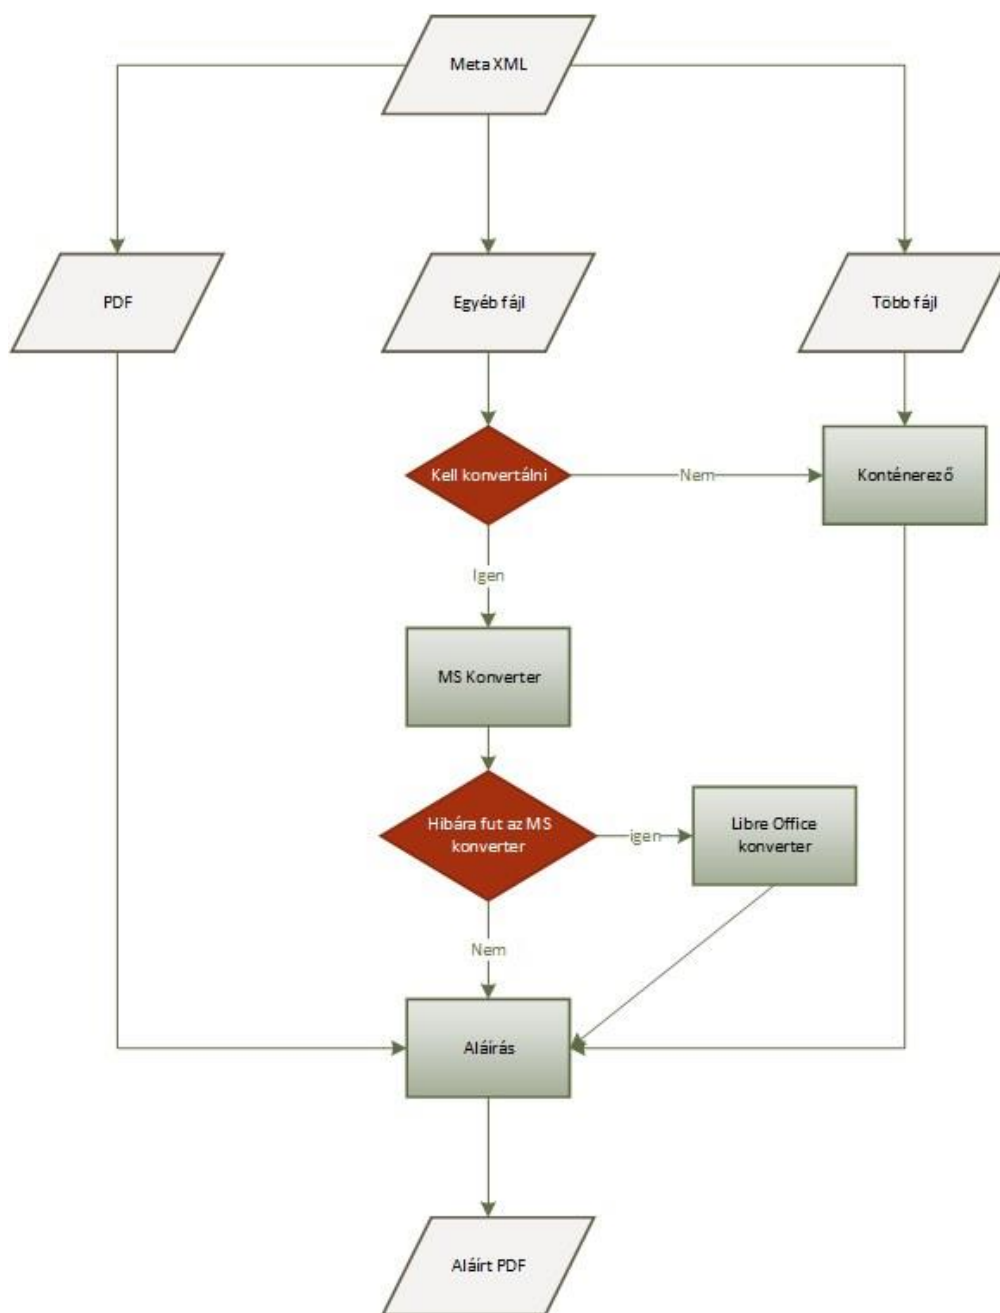 Meta XML
PDF
Egyéb fájl
Több fájl
Kell konvertálni
Nem
Konténerező
Igen
MS Konverter
Hibára fut az MS
konverter
igen
Libre Office
konverter
Nem
Aláírás
Aláírt PDF